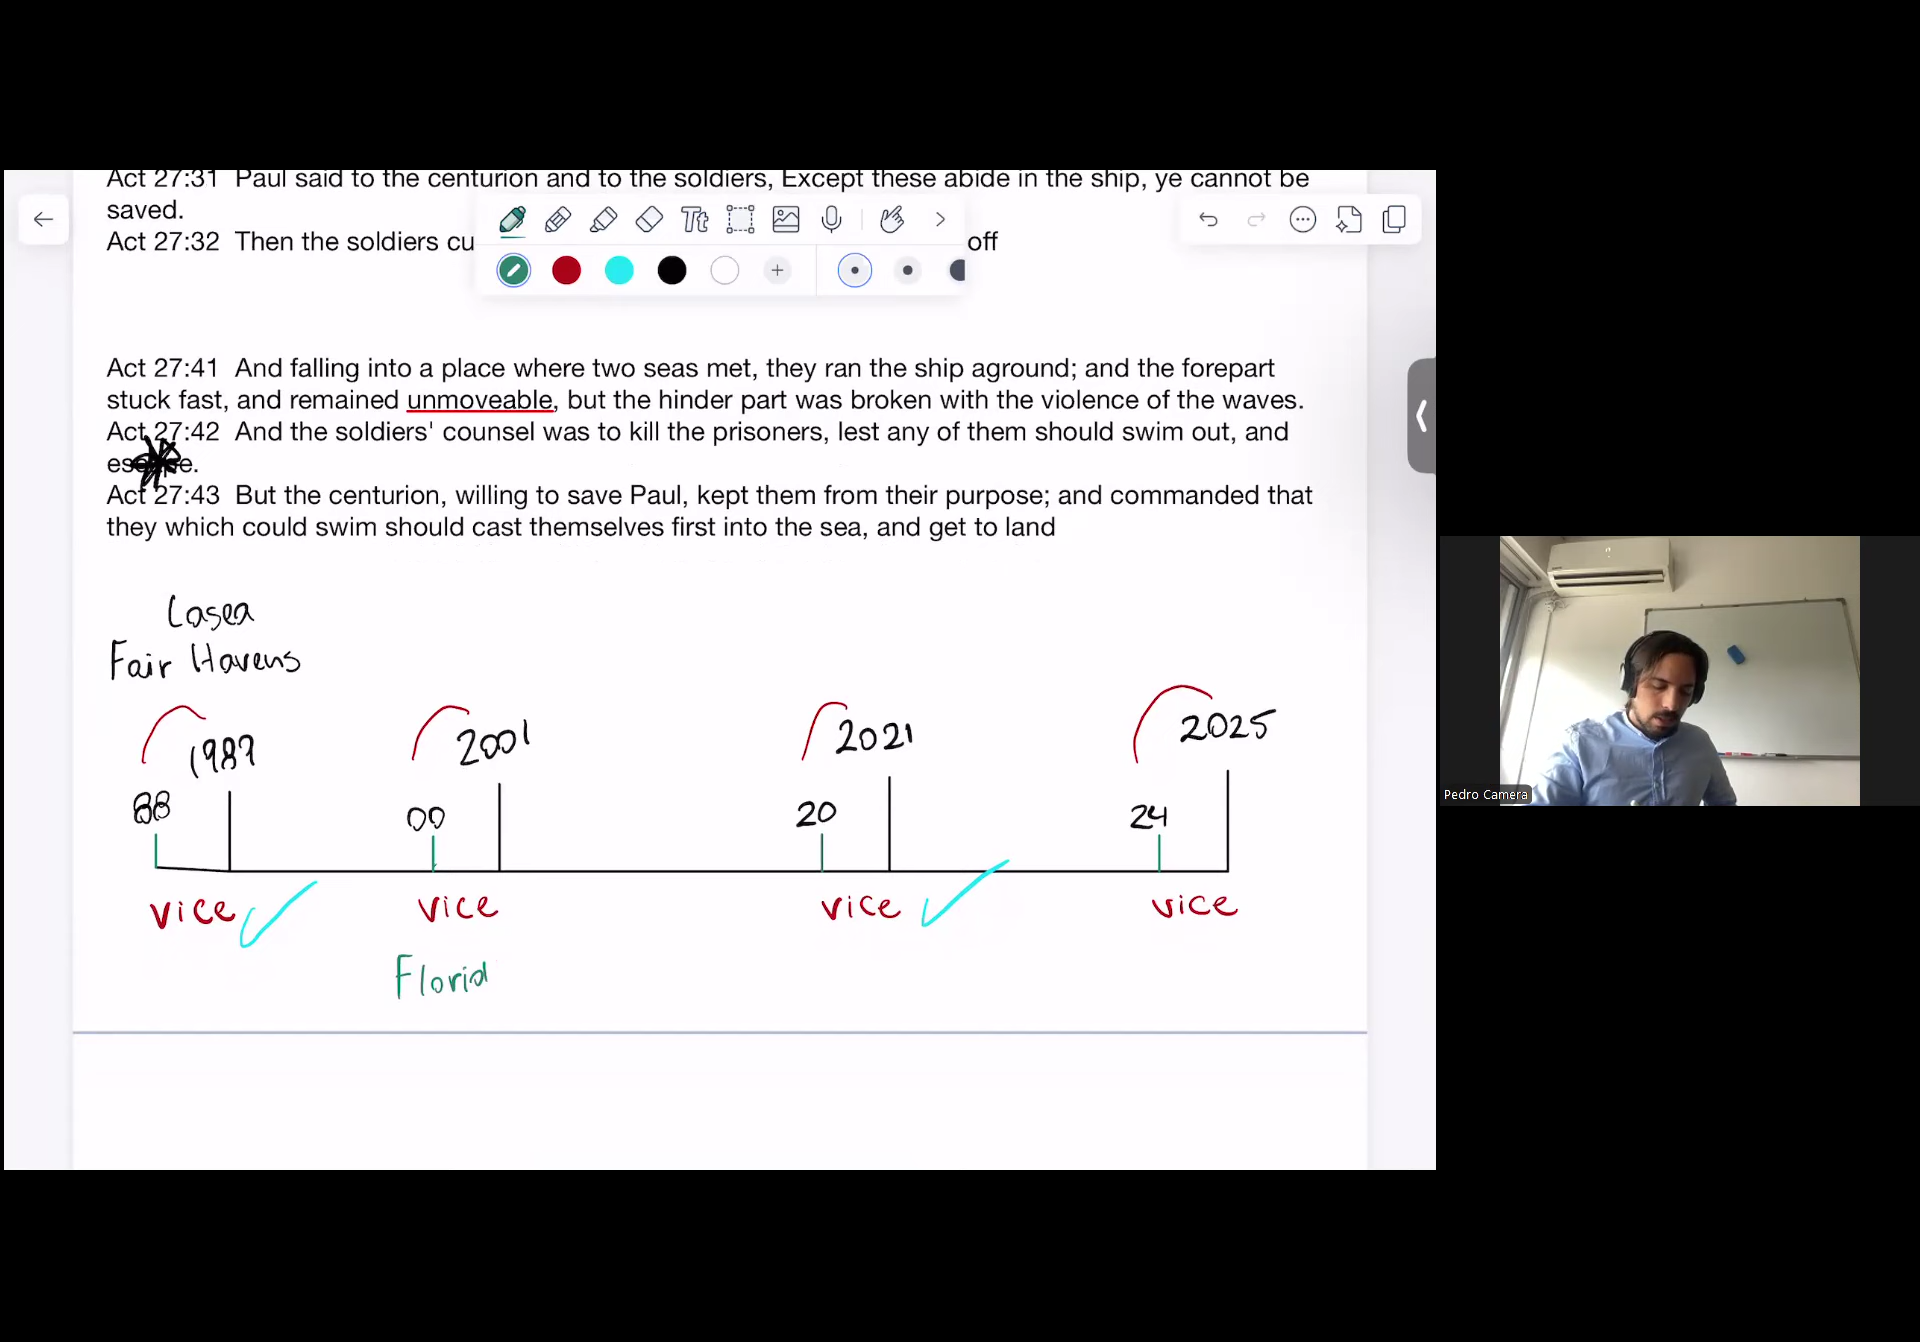 Act 27:31 Paul said to the centurion and to the soldiers, Except these abide in the ship, ye cannot be
saved.
Act 27:32 Then the soldiers cu
off
Tt
Act 27:41 And falling into a place where two seas met, they ran the ship aground; and the forepart
stuck fast, and remained unmoveable, but the hinder part was broken with the violence of the waves.
Act 27:42 And the soldiers' counsel was to kill the prisoners, lest any of them should swim out, and
escape.
Act 27:43 But the centurion, willing to save Paul, kept them from their purpose; and commanded that
they which could swim should cast themselves first into the sea, and get to land
Lasea
Fair Havens
1989 2001 2021 2025
88 00 20 24
vice vice vice vice
Florid
Pedro Camera